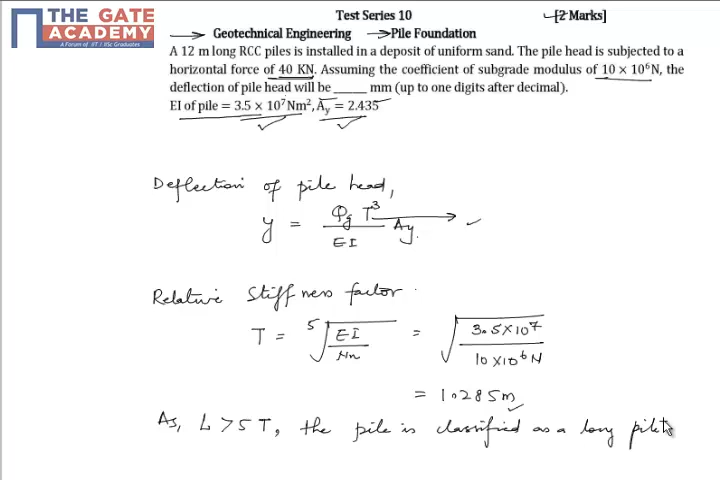 THE GATE
ACADEMY
A Forum of IIT / IISc Graduates
Test Series 10
[2 Marks]
Geotechnical Engineering Pile Foundation
A 12 m long RCC piles is installed in a deposit of uniform sand. The pile head is subjected to a
horizontal force of 40 KN. Assuming the coefficient of subgrade modulus of 10 × 10⁶N, the
deflection of pile head will be _____ mm (up to one digits after decimal).
EI of pile = 3.5 × 10⁷Nm², A̅y = 2.435
Deflection of pile head,
y = Qg T³ / EI Ay.
Relative Stiffness factor.
T = ⁵√(EI / ηn) = √(3.5×10⁷ / 10×10⁶N)
= 1.285m
As, L > 5T, the pile is classified as a long pile